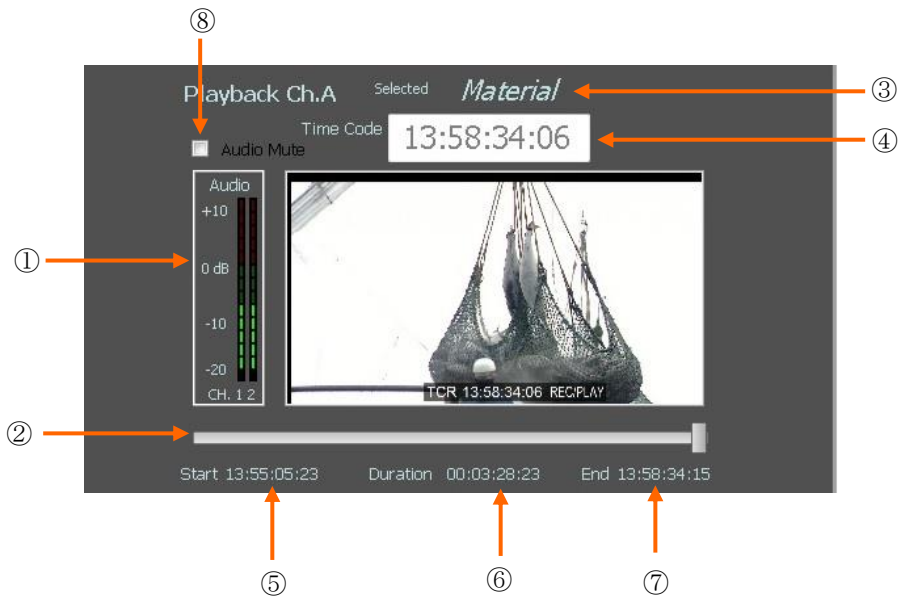 ⑧
Playback Ch.A Selected Material ③
Time Code 13:58:34:06 ④
Audio Mute
Audio
+10
① 0 dB
-10
-20
CH. 1 2
TCR 13:58:34:06 REC/PLAY
②
Start 13:55:05:23 Duration 00:03:28:23 End 13:58:34:15
⑤ ⑥ ⑦